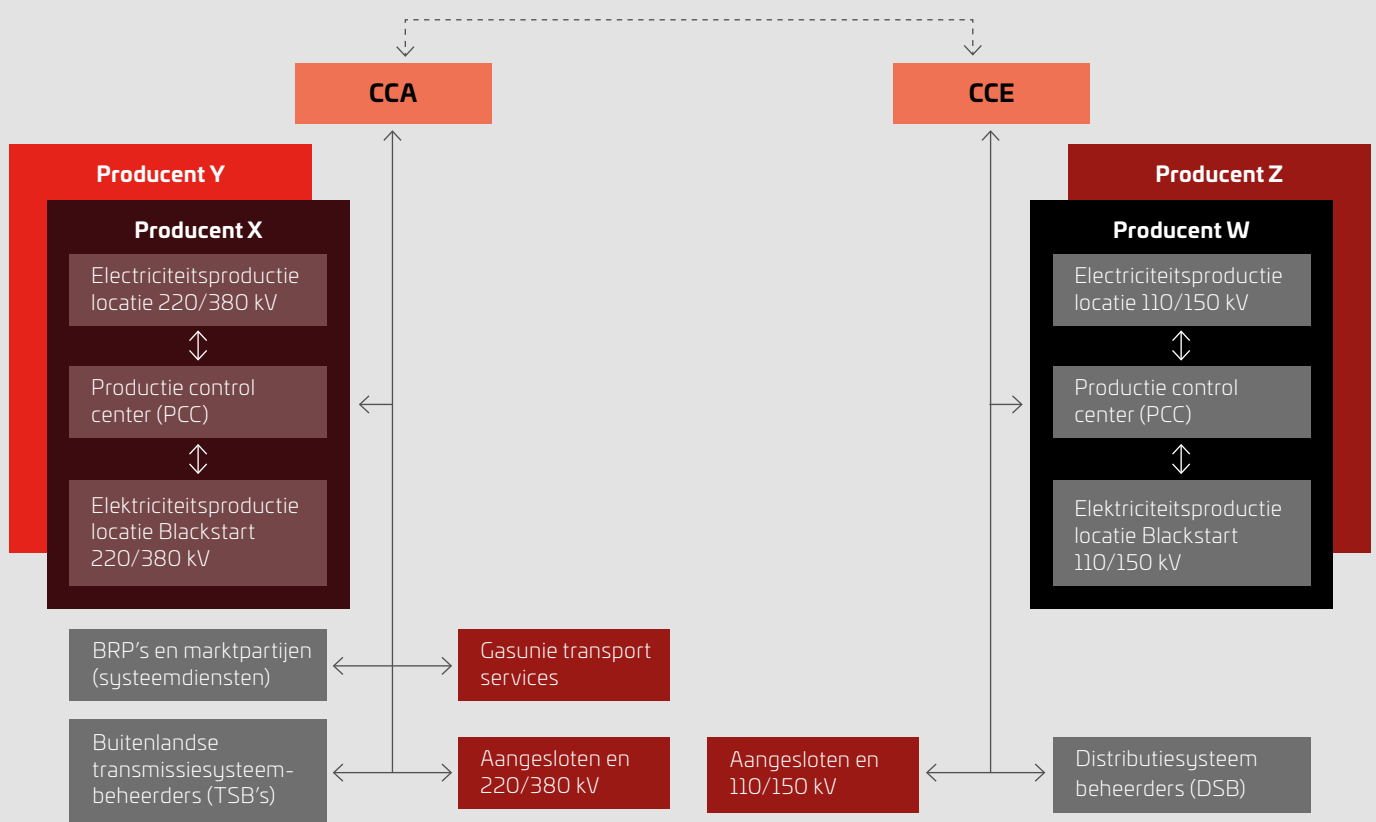 CCA
CCE
Producent Y
Producent X
Electriciteitsproductie
locatie 220/380 kV
Productie control
center (PCC)
Elektriciteitsproductie
locatie Blackstart
220/380 kV
Producent Z
Producent W
Electriciteitsproductie
locatie 110/150 kV
Productie control
center (PCC)
Elektriciteitsproductie
locatie Blackstart
110/150 kV
BRP's en marktpartijen
(systeemdiensten)
Gasunie transport
services
Buitenlandse
transmissiesysteem-
beheerders (TSB's)
Aangesloten en
220/380 kV
Aangesloten en
110/150 kV
Distributiesysteem
beheerders (DSB)